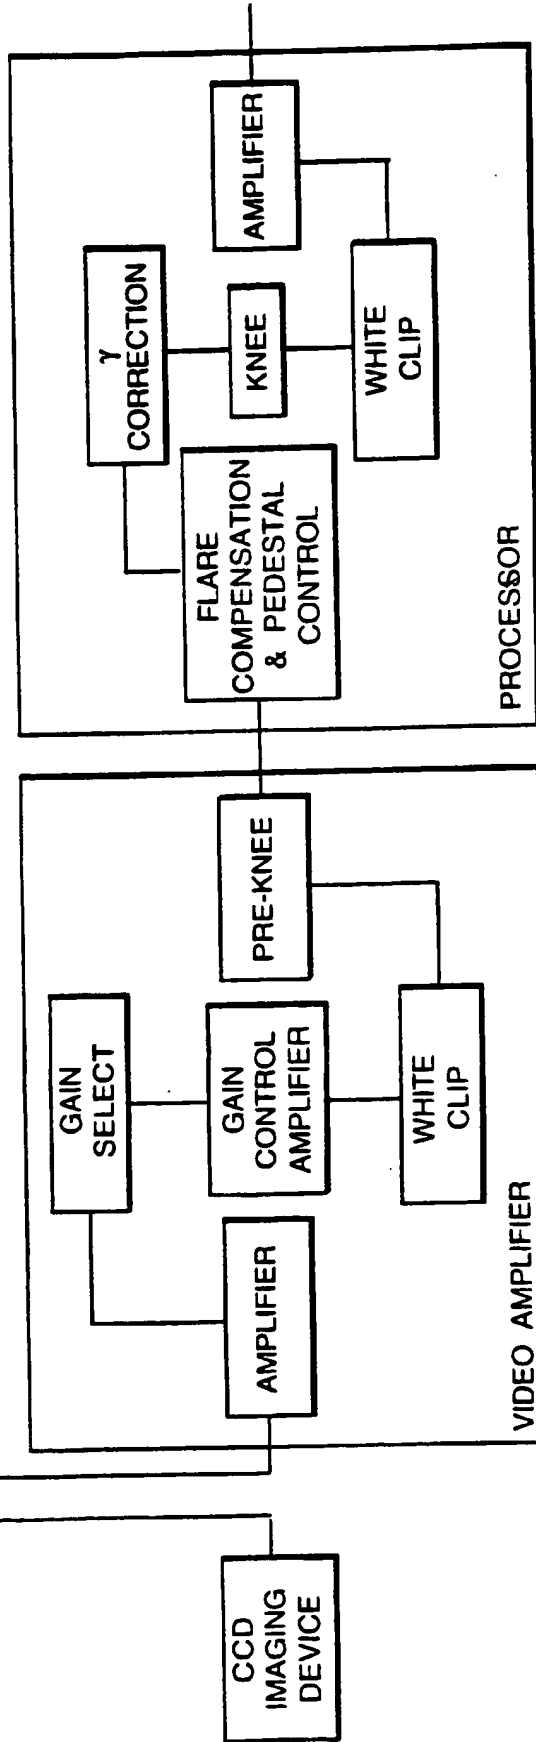 CCD
IMAGING
DEVICE
AMPLIFIER
GAIN
SELECT
GAIN
CONTROL
AMPLIFIER
WHITE
CLIP
PRE-KNEE
VIDEO AMPLIFIER
FLARE
COMPENSATION
& PEDESTAL
CONTROL
γ
CORRECTION
KNEE
WHITE
CLIP
AMPLIFIER
PROCESSOR